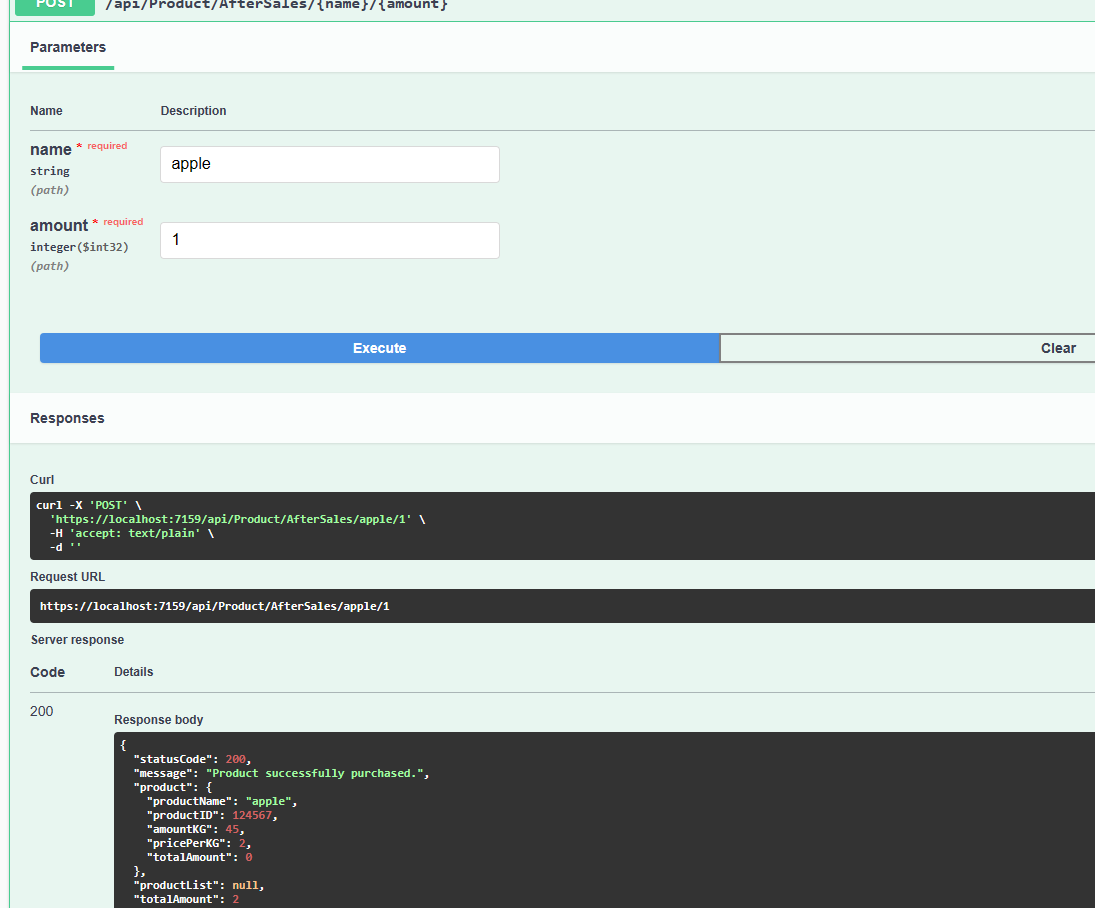 POST /api/Product/AfterSales/{name}/{amount}
Parameters
Name Description
name * required
string
(path)
apple
amount * required
integer($int32)
(path)
1
Execute Clear
Responses
Curl
curl -X 'POST' \
  'https://localhost:7159/api/Product/AfterSales/apple/1' \
  -H 'accept: text/plain' \
  -d ''
Request URL
https://localhost:7159/api/Product/AfterSales/apple/1
Server response
Code Details
200
Response body
{
  "statusCode": 200,
  "message": "Product successfully purchased.",
  "product": {
    "productName": "apple",
    "productID": 124567,
    "amountKG": 45,
    "pricePerKG": 2,
    "totalAmount": 0
  },
  "productList": null,
  "totalAmount": 2